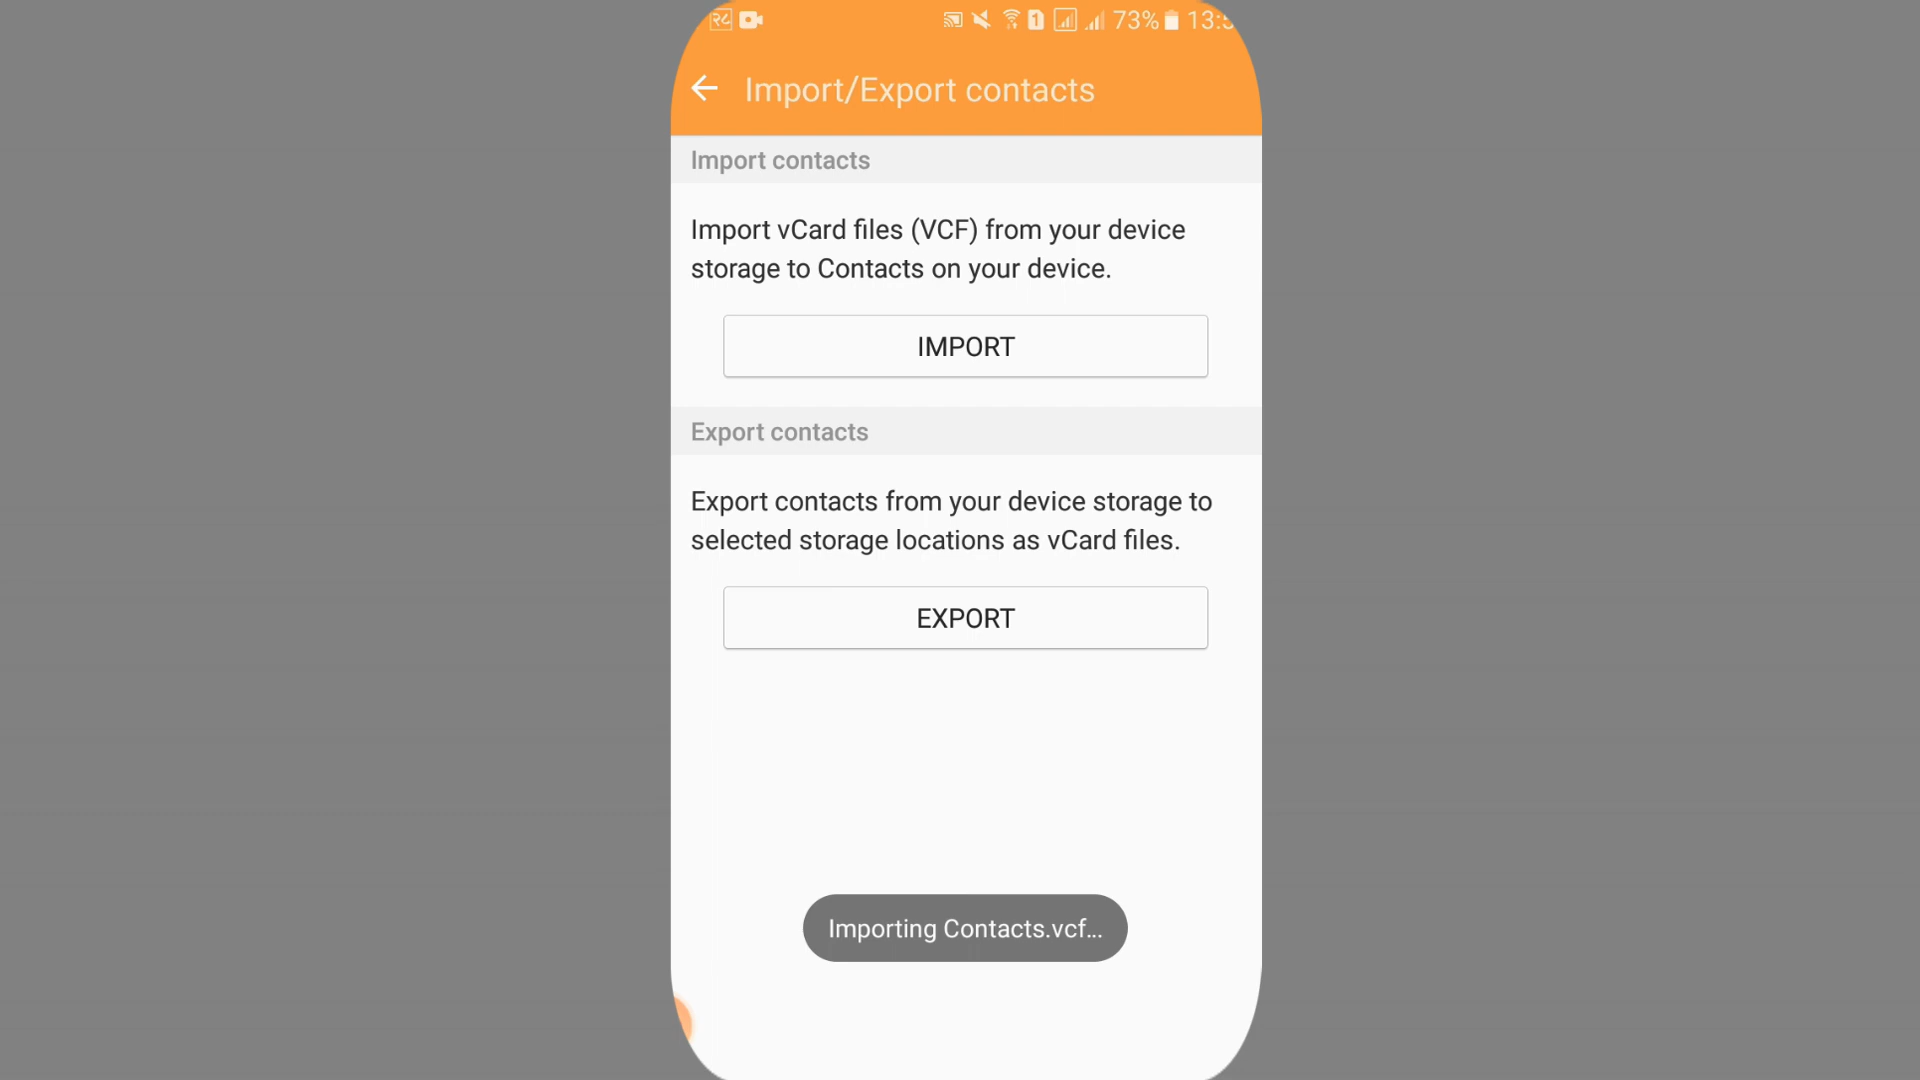 73% 13:5
Import/Export contacts
Import contacts
Import vCard files (VCF) from your device
storage to Contacts on your device.
IMPORT
Export contacts
Export contacts from your device storage to
selected storage locations as vCard files.
EXPORT
Importing Contacts.vcf...